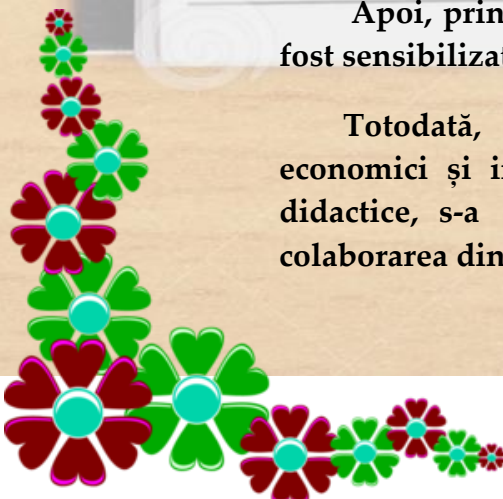 Apoi, prin
fost sensibilizat
Totodată,
economici și
didactice, s-a
colaborarea din